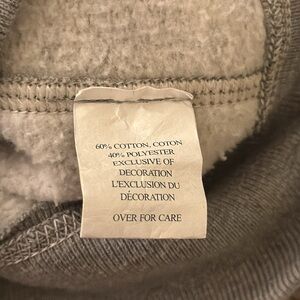 60% COTTON, COTON
40% POLYESTER
EXCLUSIVE OF
DECORATION
L'EXCLUSION DU
DÉCORATION
OVER FOR CARE